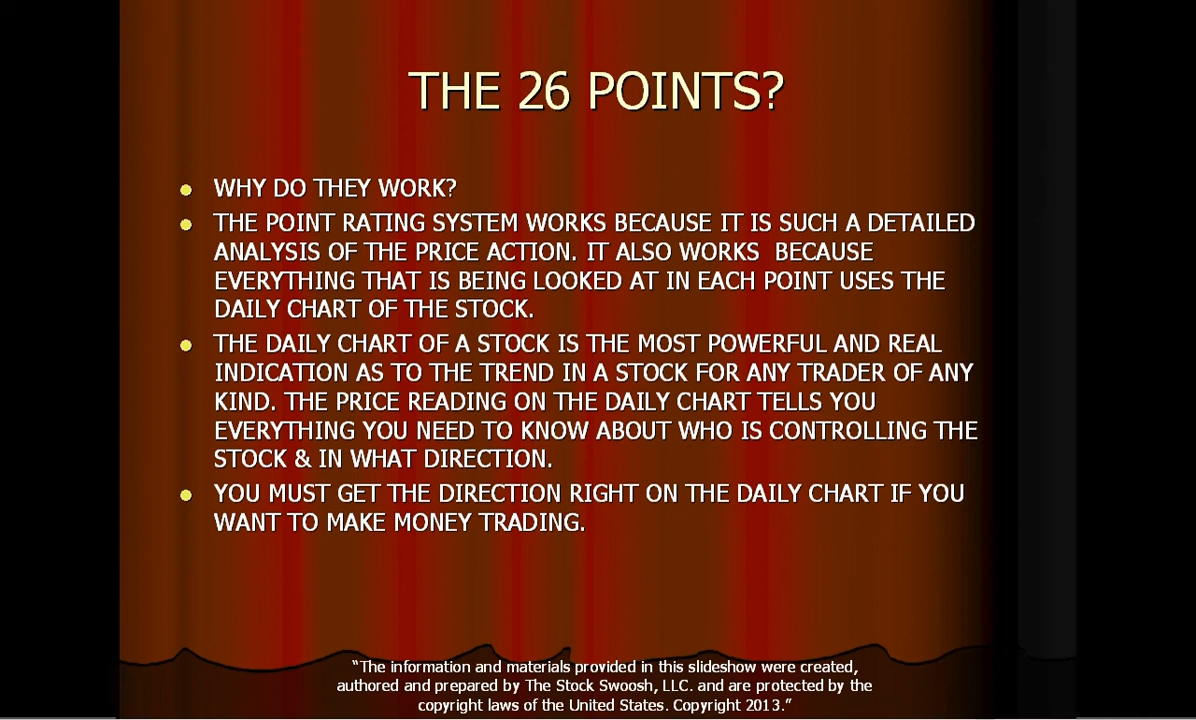 THE 26 POINTS?
WHY DO THEY WORK?
THE POINT RATING SYSTEM WORKS BECAUSE IT IS SUCH A DETAILED
ANALYSIS OF THE PRICE ACTION. IT ALSO WORKS  BECAUSE
EVERYTHING THAT IS BEING LOOKED AT IN EACH POINT USES THE
DAILY CHART OF THE STOCK.
THE DAILY CHART OF A STOCK IS THE MOST POWERFUL AND REAL
INDICATION AS TO THE TREND IN A STOCK FOR ANY TRADER OF ANY
KIND. THE PRICE READING ON THE DAILY CHART TELLS YOU
EVERYTHING YOU NEED TO KNOW ABOUT WHO IS CONTROLLING THE
STOCK & IN WHAT DIRECTION.
YOU MUST GET THE DIRECTION RIGHT ON THE DAILY CHART IF YOU
WANT TO MAKE MONEY TRADING.
“The information and materials provided in this slideshow were created,
authored and prepared by The Stock Swoosh, LLC. and are protected by the
copyright laws of the United States. Copyright 2013.”